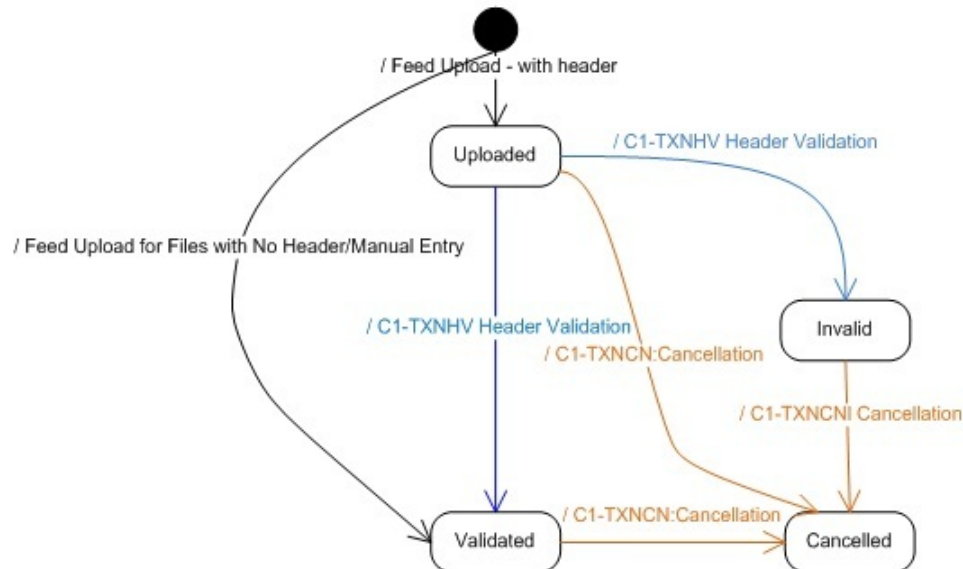 / Feed Upload - with header
/ C1-TXNHV Header Validation
Uploaded
/ Feed Upload for Files with No Header/Manual Entry
/ C1-TXNHV Header Validation
Invalid
/ C1-TXNCN:Cancellation
/ C1-TXNCNI Cancellation
/ C1-TXNCN:Cancellation
Validated
Cancelled